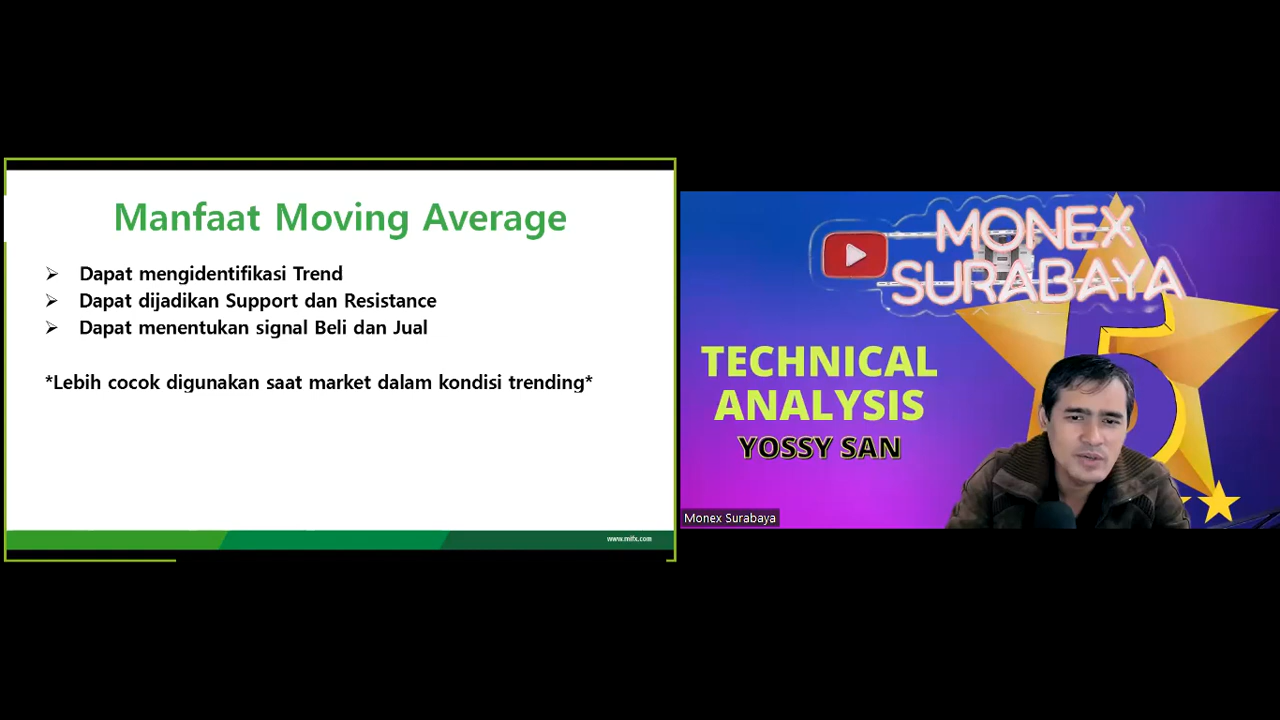 Manfaat Moving Average
Dapat mengidentifikasi Trend
Dapat dijadikan Support dan Resistance
Dapat menentukan signal Beli dan Jual
*Lebih cocok digunakan saat market dalam kondisi trending*
www.mifx.com
MONEX
SURABAYA
5
TECHNICAL
ANALYSIS
YOSSY SAN
Monex Surabaya